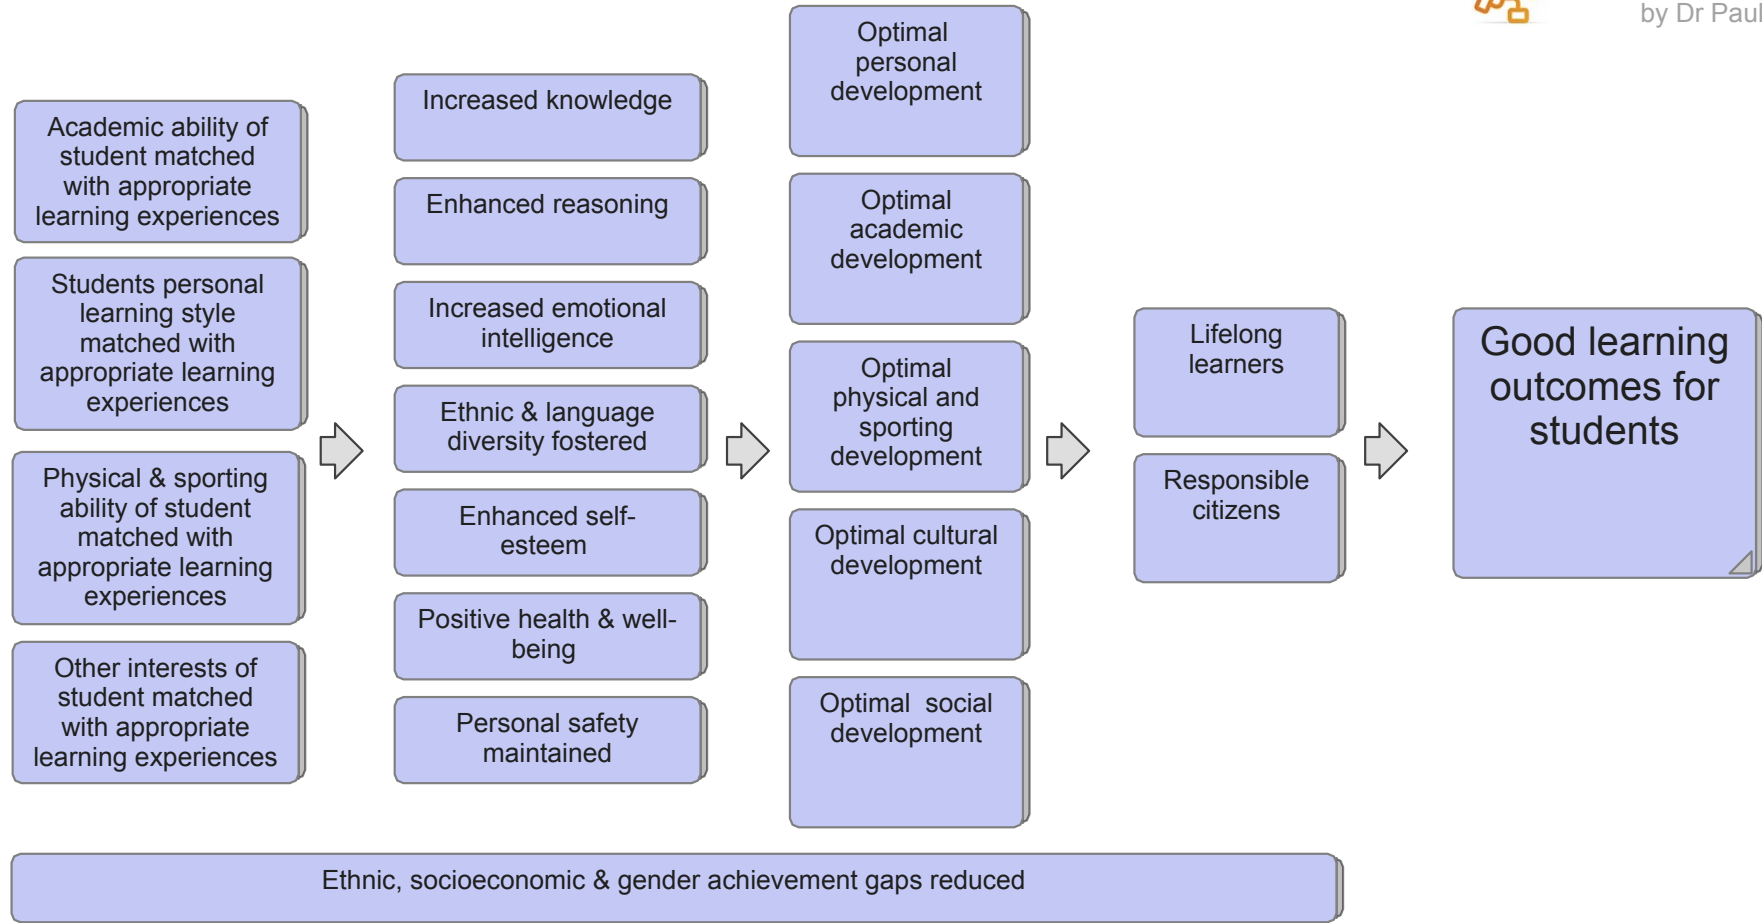 by Dr Paul
Academic ability of
student matched
with appropriate
learning experiences
Students personal
learning style
matched with
appropriate learning
experiences
Physical & sporting
ability of student
matched with
appropriate learning
experiences
Other interests of
student matched
with appropriate
learning experiences
Increased knowledge
Enhanced reasoning
Increased emotional
intelligence
Ethnic & language
diversity fostered
Enhanced self-
esteem
Positive health & well-
being
Personal safety
maintained
Optimal
personal
development
Optimal
academic
development
Optimal
physical and
sporting
development
Optimal cultural
development
Optimal social
development
Lifelong
learners
Responsible
citizens
Good learning
outcomes for
students
Ethnic, socioeconomic & gender achievement gaps reduced